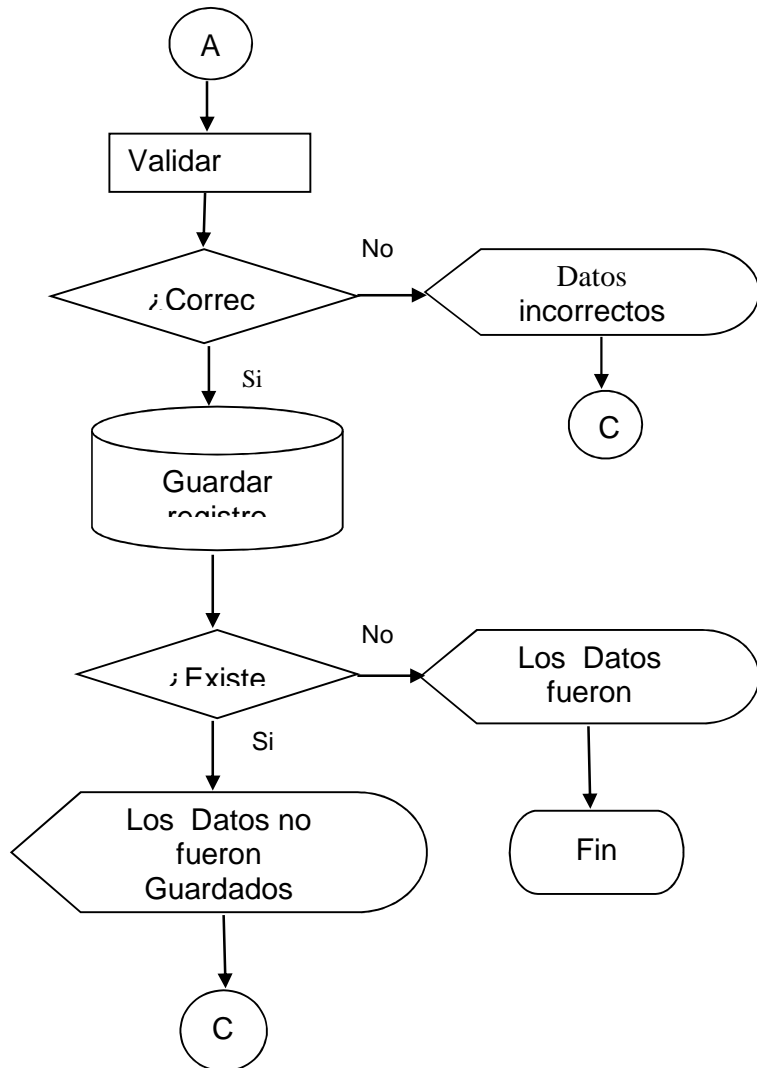 A
Validar
No
¿Correc
Datos
incorrectos
Si
C
Guardar
registro
No
¿Existe
Los Datos
fueron
Si
Los Datos no
fueron
Guardados
Fin
C